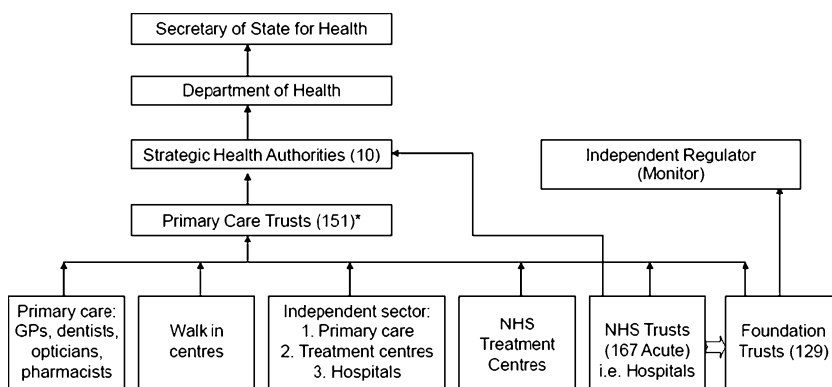 Secretary of State for Health
Department of Health
Strategic Health Authorities (10)
Independent Regulator
(Monitor)
Primary Care Trusts (151)*
Primary care:
GPs, dentists,
opticians,
pharmacists
Walk in
centres
Independent sector:
1. Primary care
2. Treatment centres
3. Hospitals
NHS
Treatment
Centres
NHS Trusts
(167 Acute)
i.e. Hospitals
Foundation
Trusts (129)